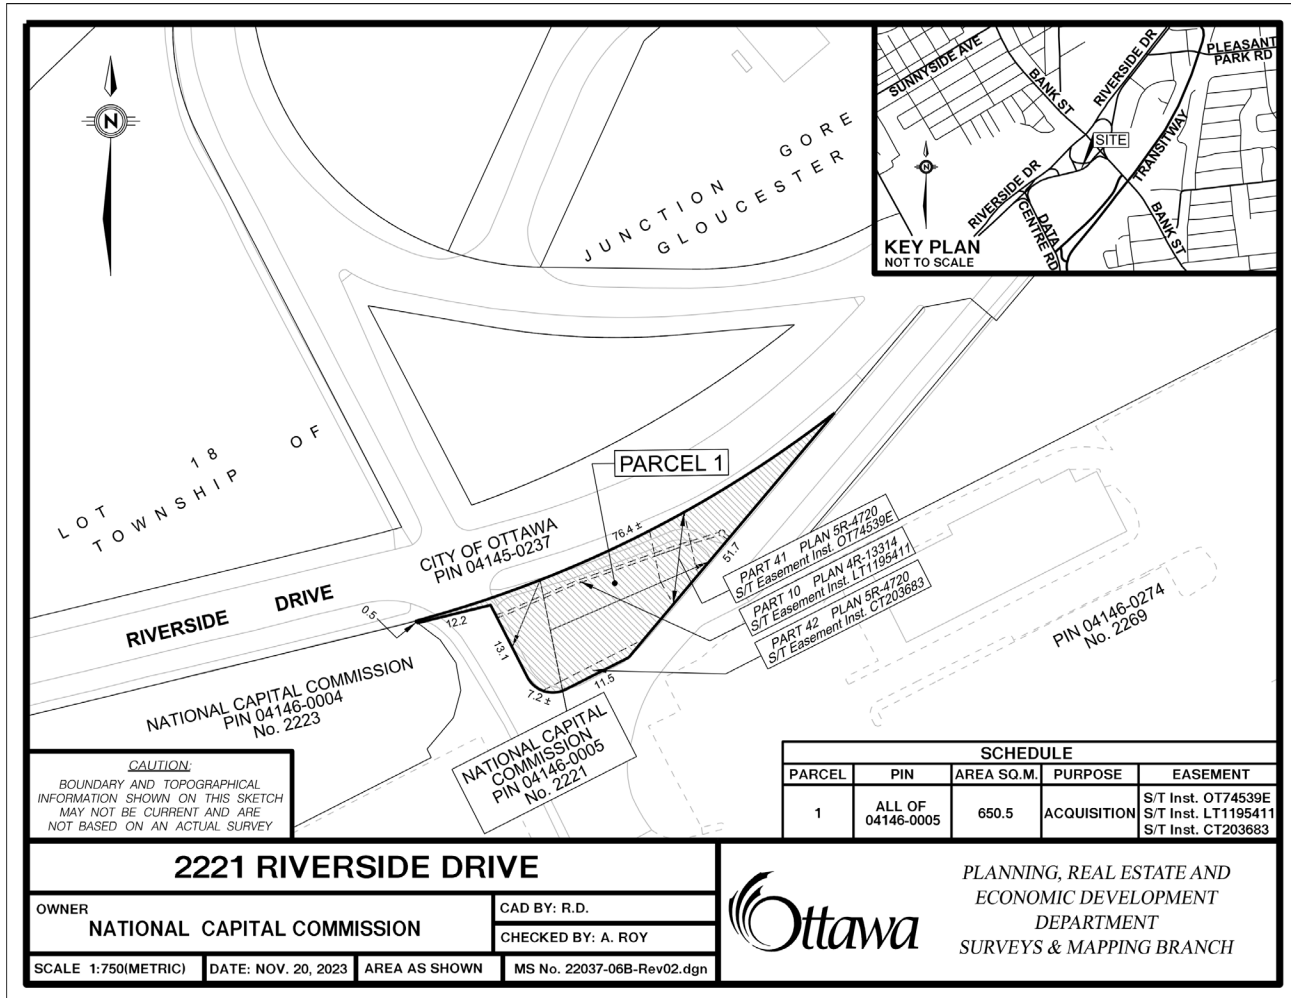 N
JUNCTION GORE
GLOUCESTER
SUNNYSIDE AVE
BANK ST
RIVERSIDE DR
PLEASANT
PARK RD
SITE
TRANSITWAY
N
RIVERSIDE DR
DATA
CENTRE RD
BANK ST
KEY PLAN
NOT TO SCALE
LOT 18
TOWNSHIP OF
PARCEL 1
CITY OF OTTAWA
PIN 04145-0237
76.4 ±
51.7
RIVERSIDE DRIVE
0.5
12.2
13.1
7.2 ±
11.5
PART 41 PLAN 5R-4720
S/T Easement Inst. OT74539E
PART 10 PLAN 4R-13314
S/T Easement Inst. LT1195411
PART 42 PLAN 5R-4720
S/T Easement Inst. CT203683
PIN 04146-0274
No. 2269
NATIONAL CAPITAL COMMISSION
PIN 04146-0004
No. 2223
NATIONAL CAPITAL
COMMISSION
PIN 04146-0005
No. 2221
CAUTION:
BOUNDARY AND TOPOGRAPHICAL
INFORMATION SHOWN ON THIS SKETCH
MAY NOT BE CURRENT AND ARE
NOT BASED ON AN ACTUAL SURVEY
SCHEDULE
PARCEL PIN AREA SQ.M. PURPOSE EASEMENT
1 ALL OF 04146-0005 650.5 ACQUISITION S/T Inst. OT74539E
S/T Inst. LT1195411
S/T Inst. CT203683
2221 RIVERSIDE DRIVE
OWNER
NATIONAL CAPITAL COMMISSION
CAD BY: R.D.
CHECKED BY: A. ROY
SCALE 1:750(METRIC) DATE: NOV. 20, 2023 AREA AS SHOWN MS No. 22037-06B-Rev02.dgn
Ottawa
PLANNING, REAL ESTATE AND
ECONOMIC DEVELOPMENT
DEPARTMENT
SURVEYS & MAPPING BRANCH